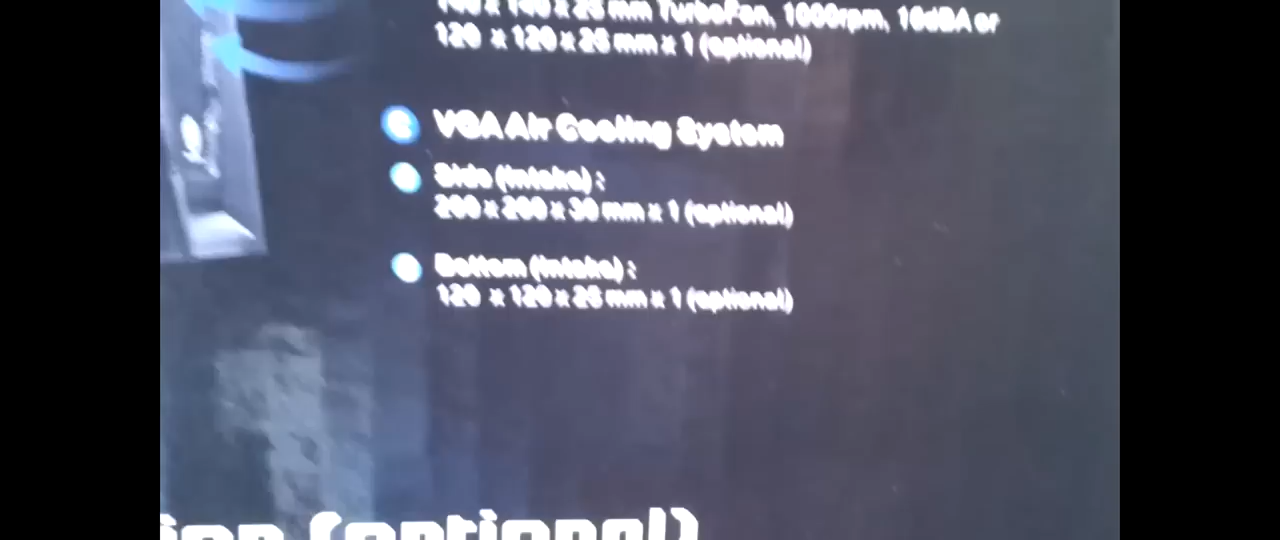 140 x 140 x 25 mm TurboFan, 1000rpm, 16dBA or
120 x 120 x 25 mm x 1 (optional)
C VGA Air Cooling System
Side (Intake) :
200 x 200 x 30 mm x 1 (optional)
Bottom (Intake) :
120 x 120 x 25 mm x 1 (optional)
(optional)